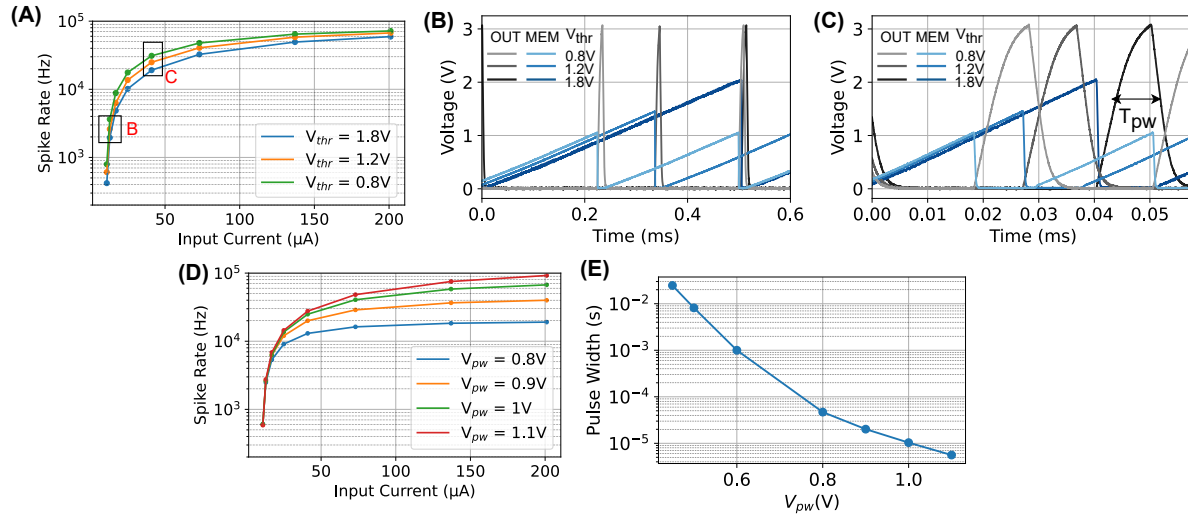 (A)
Spike Rate (Hz)
10^5
10^4
10^3
B
C
V_thr = 1.8V
V_thr = 1.2V
V_thr = 0.8V
50 100 150 200
Input Current (μA)
(B)
Voltage (V)
3
2
1
0
OUT MEM V_thr
0.8V
1.2V
1.8V
0.0 0.2 0.4 0.6
Time (ms)
(C)
Voltage (V)
3
2
1
0
OUT MEM V_thr
0.8V
1.2V
1.8V
T_pw
0.00 0.01 0.02 0.03 0.04 0.05
Time (ms)
(D)
Spike Rate (Hz)
10^5
10^4
10^3
V_pw = 0.8V
V_pw = 0.9V
V_pw = 1V
V_pw = 1.1V
50 100 150 200
Input Current (μA)
(E)
Pulse Width (s)
10^−2
10^−3
10^−4
10^−5
0.6 0.8 1.0
V_pw(V)